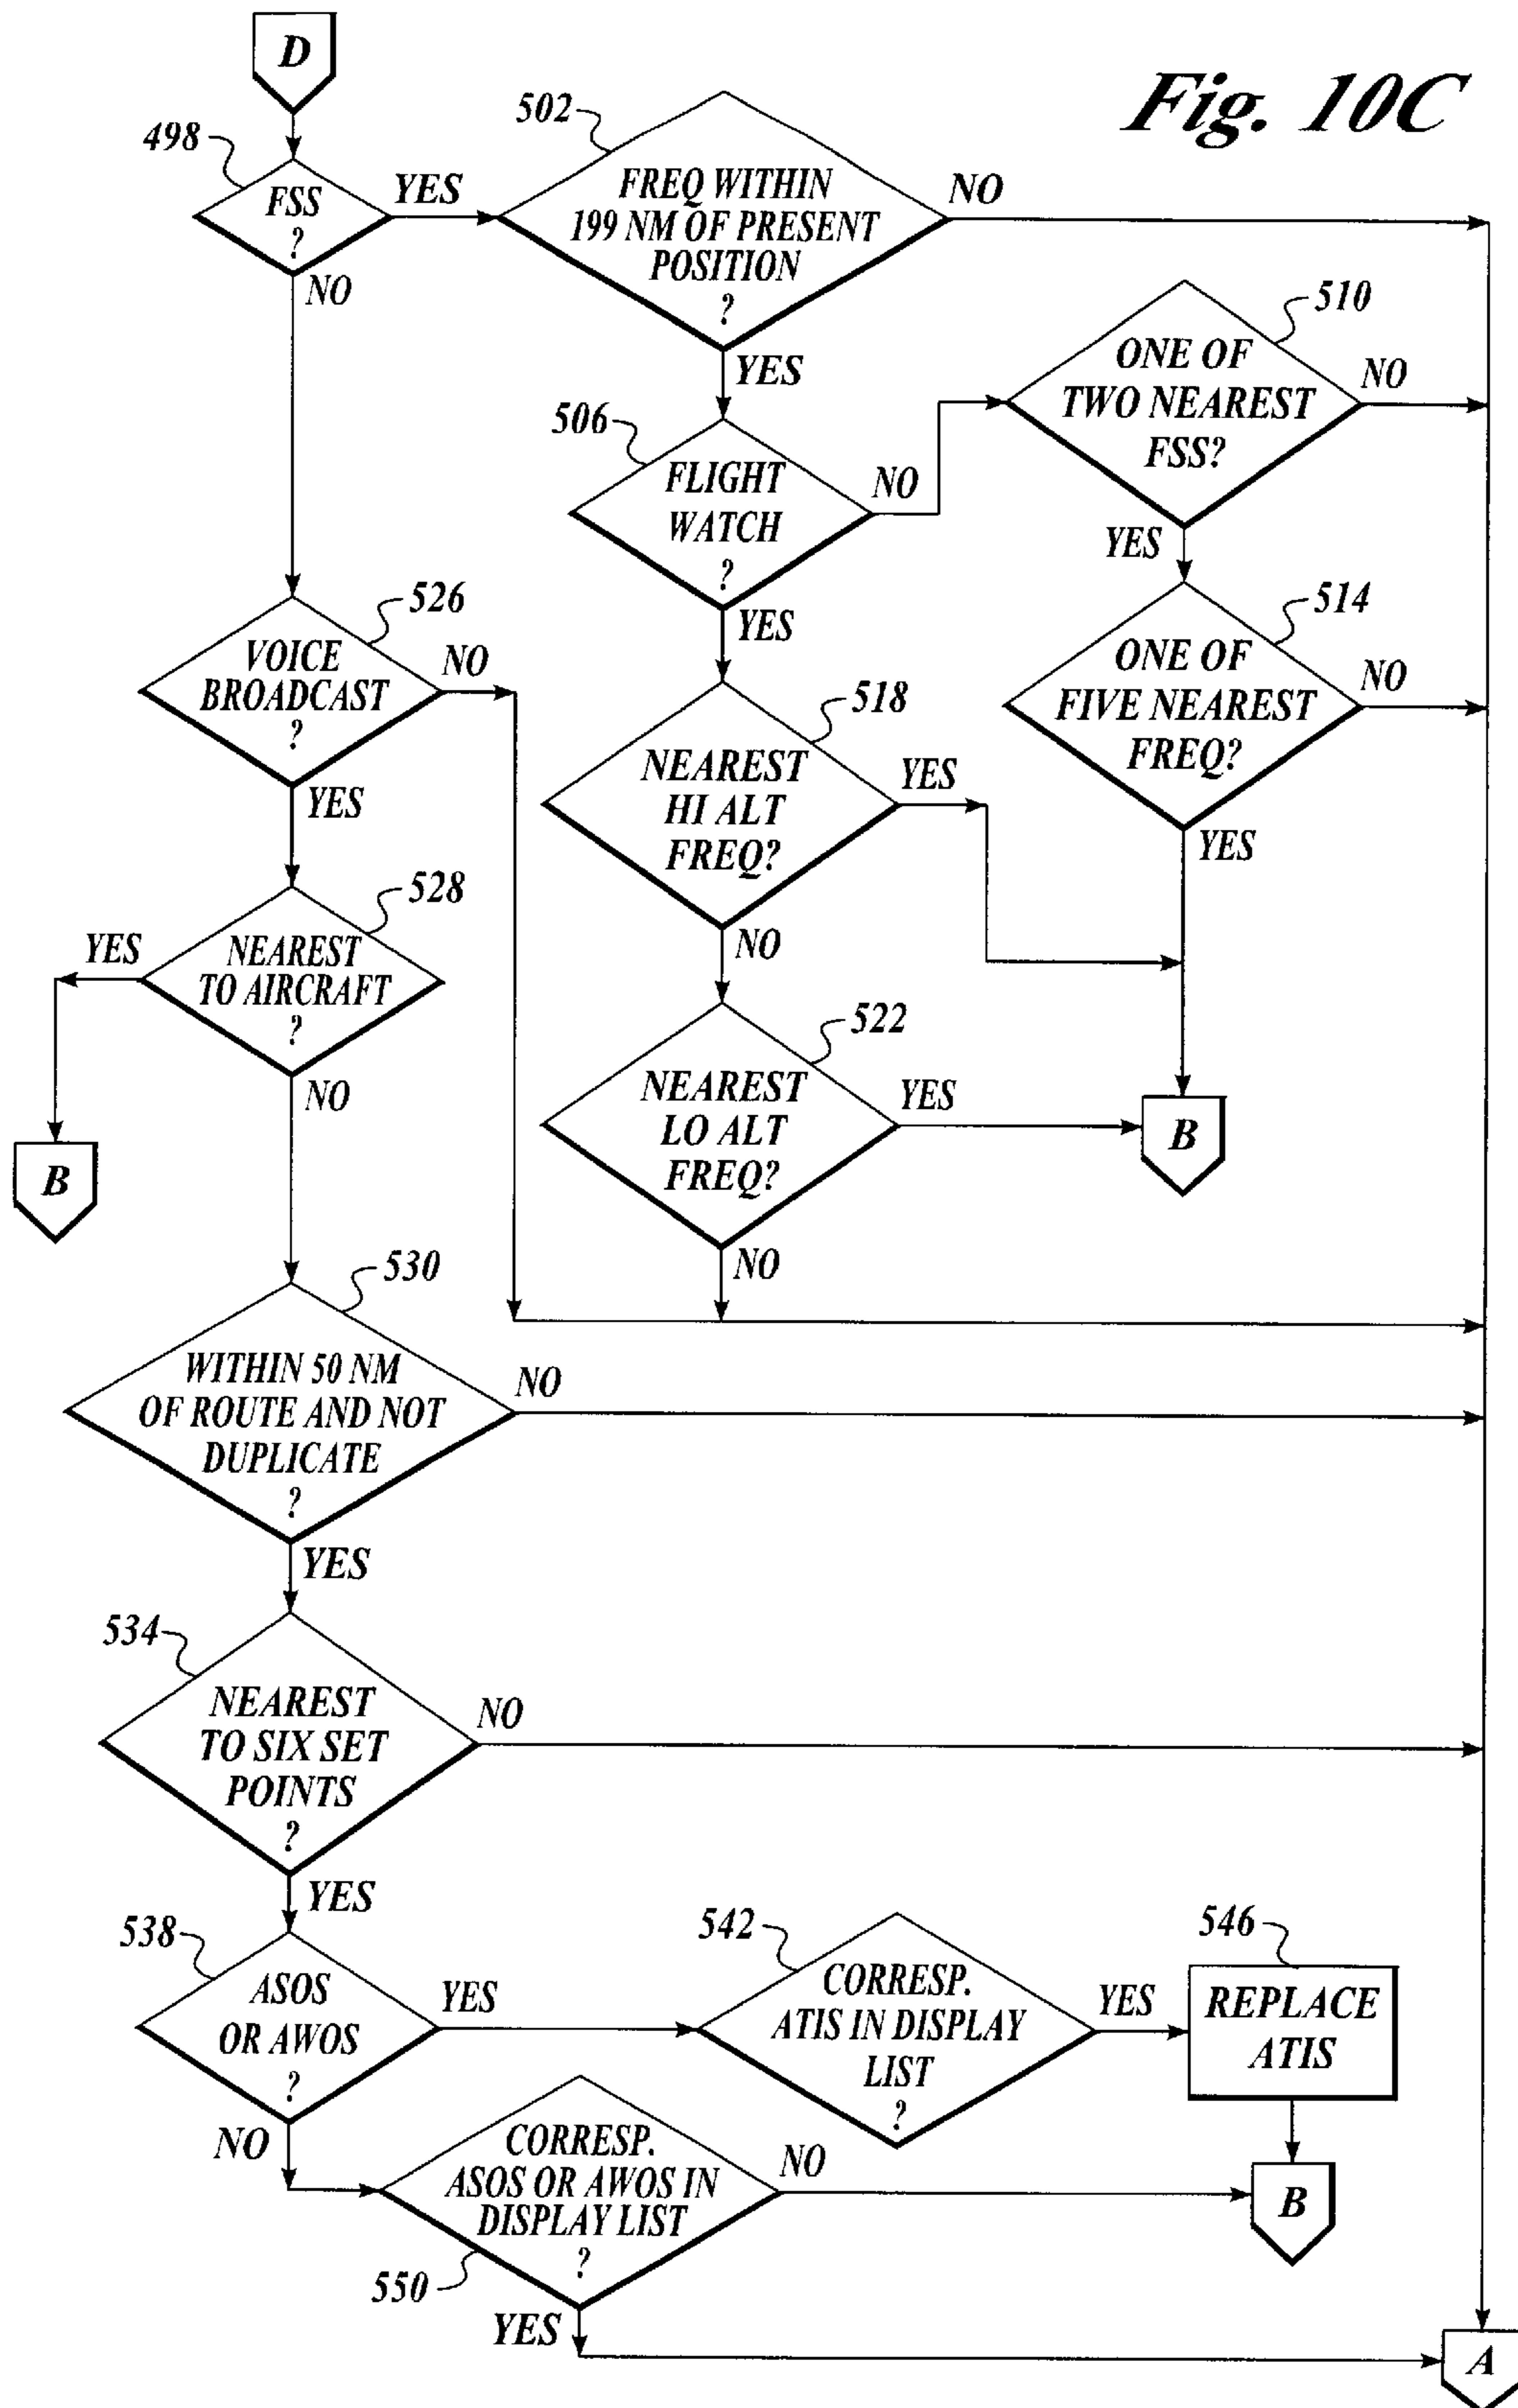 D
Fig. 10C
498
FSS
?
YES
NO
502
FREQ WITHIN
199 NM OF PRESENT
POSITION
?
NO
YES
510
ONE OF
TWO NEAREST
FSS?
NO
YES
506
FLIGHT
WATCH
?
NO
YES
514
ONE OF
FIVE NEAREST
FREQ?
NO
YES
526
VOICE
BROADCAST
?
NO
YES
518
NEAREST
HI ALT
FREQ?
YES
NO
528
NEAREST
TO AIRCRAFT
?
YES
NO
B
522
NEAREST
LO ALT
FREQ?
YES
NO
B
530
WITHIN 50 NM
OF ROUTE AND NOT
DUPLICATE
?
NO
YES
534
NEAREST
TO SIX SET
POINTS
?
NO
YES
538
ASOS
OR AWOS
?
YES
NO
542
CORRESP.
ATIS IN DISPLAY
LIST
?
YES
546
REPLACE
ATIS
550
CORRESP.
ASOS OR AWOS IN
DISPLAY LIST
?
NO
YES
B
A